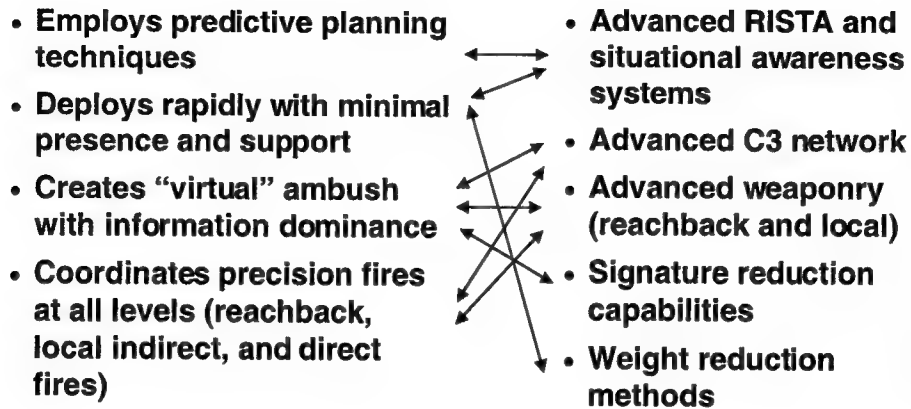 • Employs predictive planning
techniques
• Deploys rapidly with minimal
presence and support
• Creates “virtual” ambush
with information dominance
• Coordinates precision fires
at all levels (reachback,
local indirect, and direct
fires)
• Advanced RISTA and
situational awareness
systems
• Advanced C3 network
• Advanced weaponry
(reachback and local)
• Signature reduction
capabilities
• Weight reduction
methods